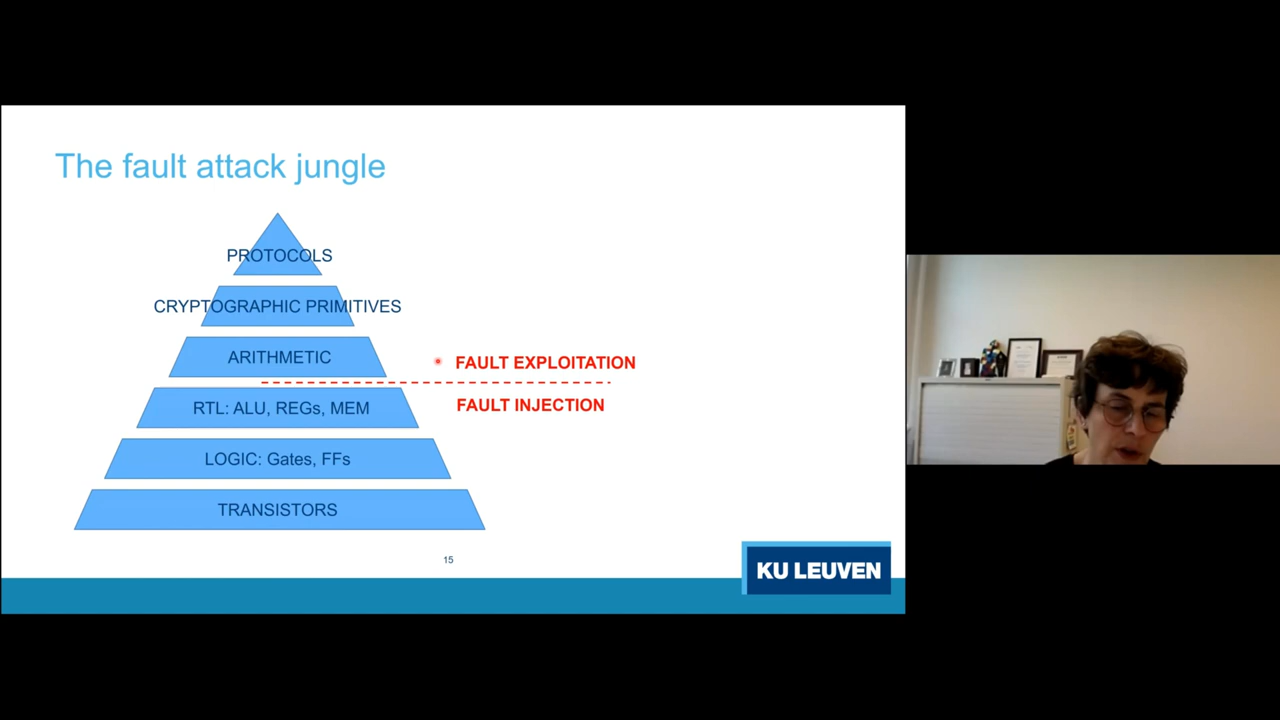 The fault attack jungle
PROTOCOLS
CRYPTOGRAPHIC PRIMITIVES
ARITHMETIC
FAULT EXPLOITATION
FAULT INJECTION
RTL: ALU, REGs, MEM
LOGIC: Gates, FFs
TRANSISTORS
15
KU LEUVEN